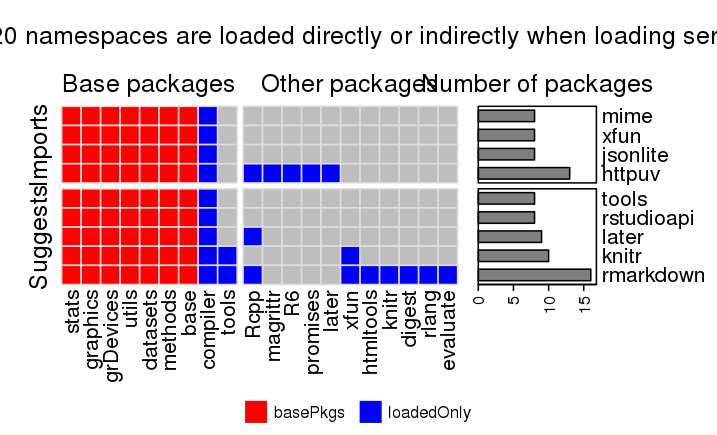 20 namespaces are loaded directly or indirectly when loading ser
Base packages
Other packages
Number of packages
Imports
Suggests
mime
xfun
jsonlite
httpuv
tools
rstudioapi
later
knitr
rmarkdown
stats
graphics
grDevices
utils
datasets
methods
base
compiler
tools
Rcpp
magrittr
R6
promises
later
xfun
htmltools
knitr
digest
rlang
evaluate
0
5
10
15
basePkgs
loadedOnly